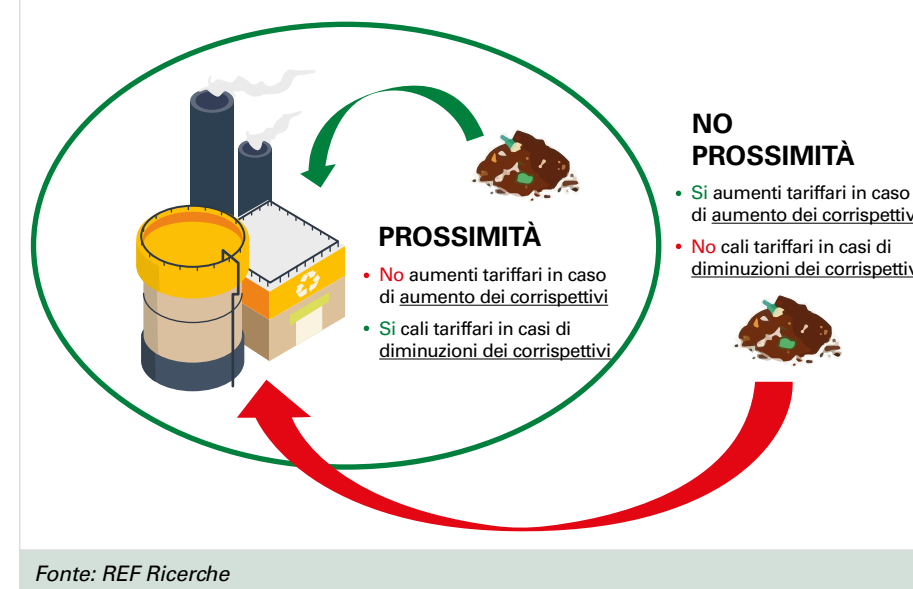 PROSSIMITÀ
• No aumenti tariffari in caso
di aumento dei corrispettivi
• Si cali tariffari in casi di
diminuzioni dei corrispettivi
NO
PROSSIMITÀ
• Si aumenti tariffari in caso
di aumento dei
• No cali tariffari in casi di
diminuzioni dei
Fonte: REF Ricerche